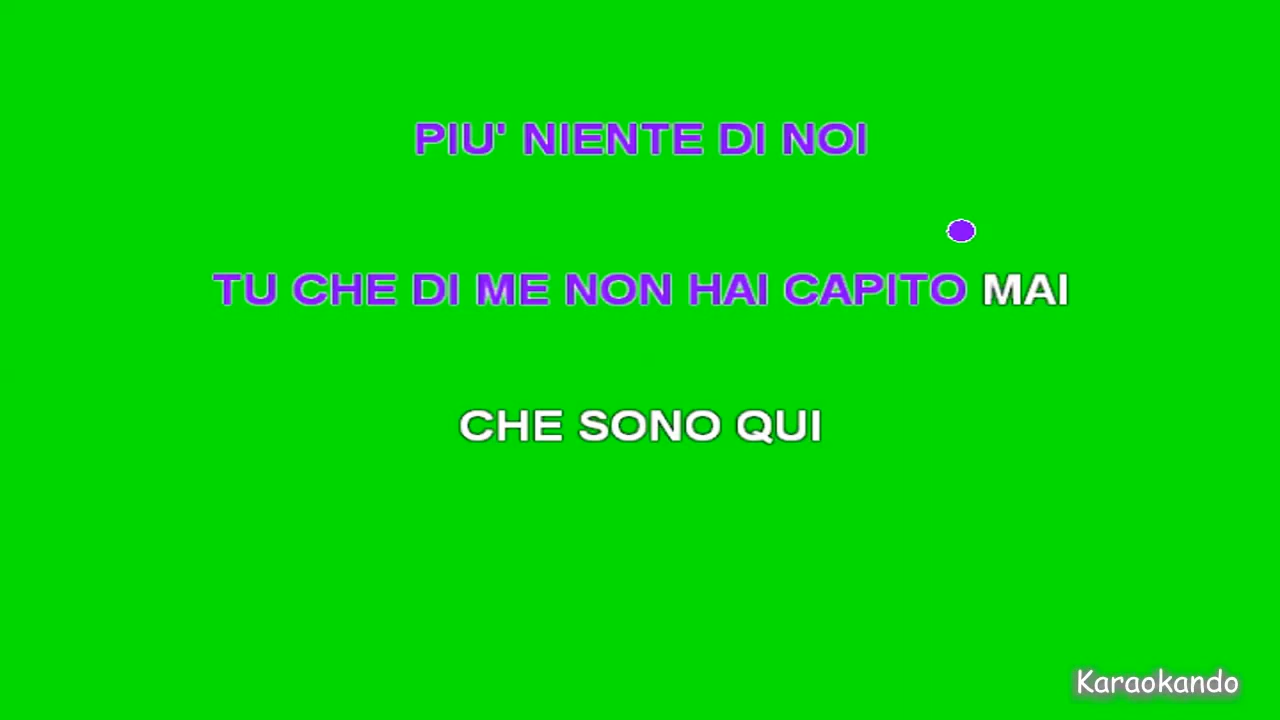 PIU' NIENTE DI NOI
TU CHE DI ME NON HAI CAPITO MAI
CHE SONO QUI
Karaokando